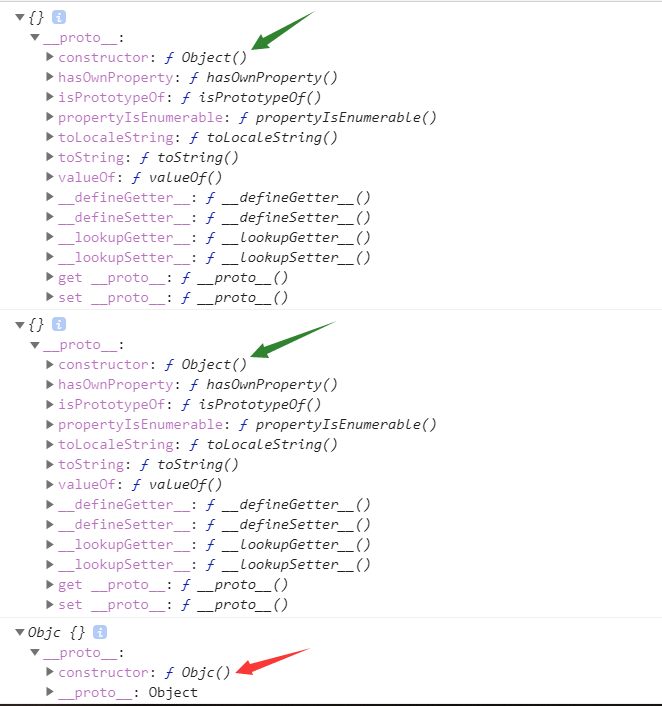 {} i
__proto__:
constructor: ƒ Object()
hasOwnProperty: ƒ hasOwnProperty()
isPrototypeOf: ƒ isPrototypeOf()
propertyIsEnumerable: ƒ propertyIsEnumerable()
toLocaleString: ƒ toLocaleString()
toString: ƒ toString()
valueOf: ƒ valueOf()
__defineGetter__: ƒ __defineGetter__()
__defineSetter__: ƒ __defineSetter__()
__lookupGetter__: ƒ __lookupGetter__()
__lookupSetter__: ƒ __lookupSetter__()
get __proto__: ƒ __proto__()
set __proto__: ƒ __proto__()
{} i
__proto__:
constructor: ƒ Object()
hasOwnProperty: ƒ hasOwnProperty()
isPrototypeOf: ƒ isPrototypeOf()
propertyIsEnumerable: ƒ propertyIsEnumerable()
toLocaleString: ƒ toLocaleString()
toString: ƒ toString()
valueOf: ƒ valueOf()
__defineGetter__: ƒ __defineGetter__()
__defineSetter__: ƒ __defineSetter__()
__lookupGetter__: ƒ __lookupGetter__()
__lookupSetter__: ƒ __lookupSetter__()
get __proto__: ƒ __proto__()
set __proto__: ƒ __proto__()
Objc {} i
__proto__:
constructor: ƒ Objc()
__proto__: Object